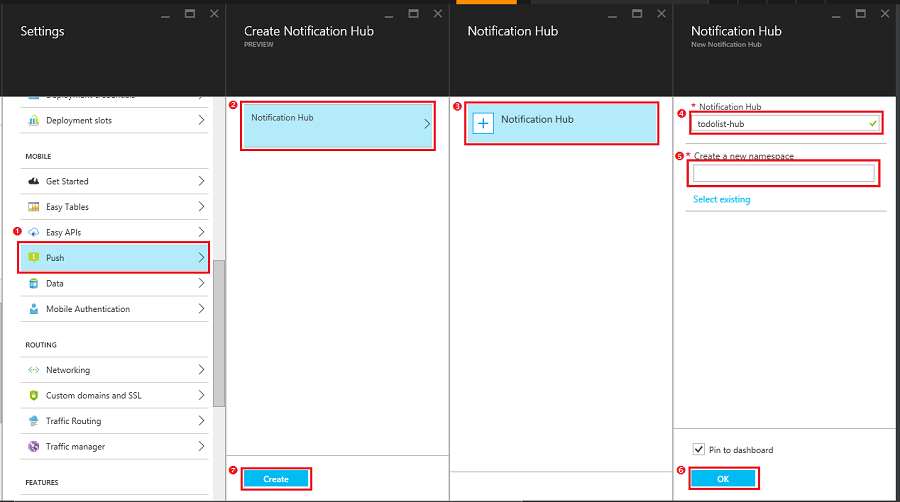 Settings
Deployment credentials
Deployment slots
MOBILE
Get Started
Easy Tables
1
Easy APIs
Push
Data
Mobile Authentication
ROUTING
Networking
Custom domains and SSL
Traffic Routing
Traffic manager
FEATURES
Create Notification Hub
PREVIEW
2
Notification Hub
7
Create
Notification Hub
3
Notification Hub
Notification Hub
New Notification Hub
* Notification Hub
4
todolist-hub
5
* Create a new namespace
Select existing
Pin to dashboard
6
OK